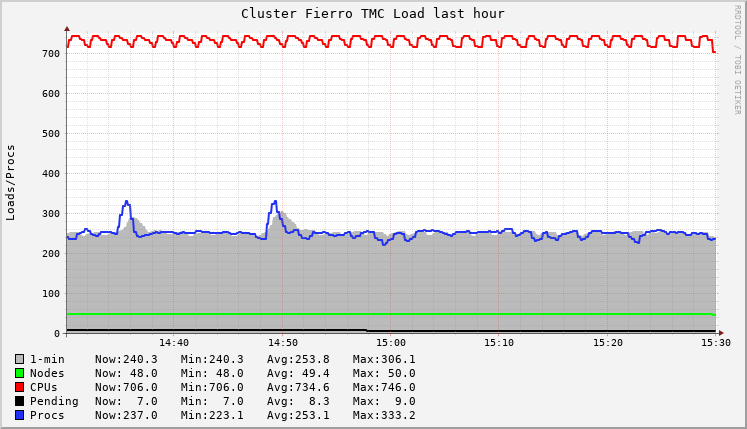 Cluster Fierro TMC Load last hour
RRDTOOL / TOBI OETIKER
Loads/Procs
700
600
500
400
300
200
100
0
14:40 14:50 15:00 15:10 15:20 15:30
1-min Now:240.3 Min:240.3 Avg:253.8 Max:306.1
Nodes Now: 48.0 Min: 48.0 Avg: 49.4 Max: 50.0
CPUs Now:706.0 Min:706.0 Avg:734.6 Max:746.0
Pending Now: 7.0 Min: 7.0 Avg: 8.3 Max: 9.0
Procs Now:237.0 Min:223.1 Avg:253.1 Max:333.2